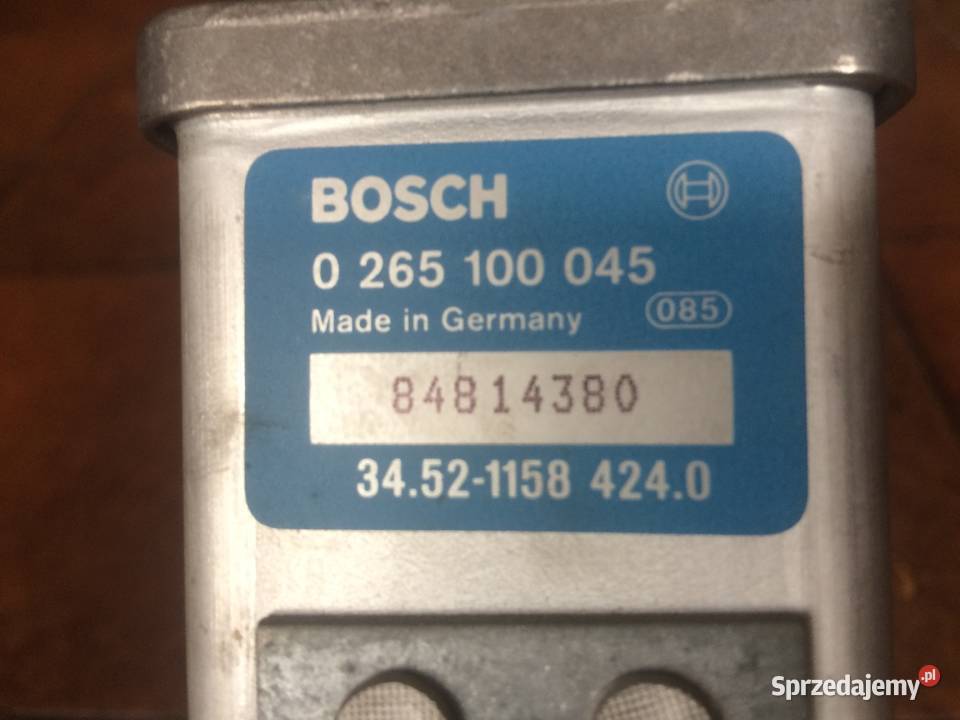 BOSCH
0 265 100 045
Made in Germany 085
84814380
34.52-1158 424.0
Sprzedajemy.pl